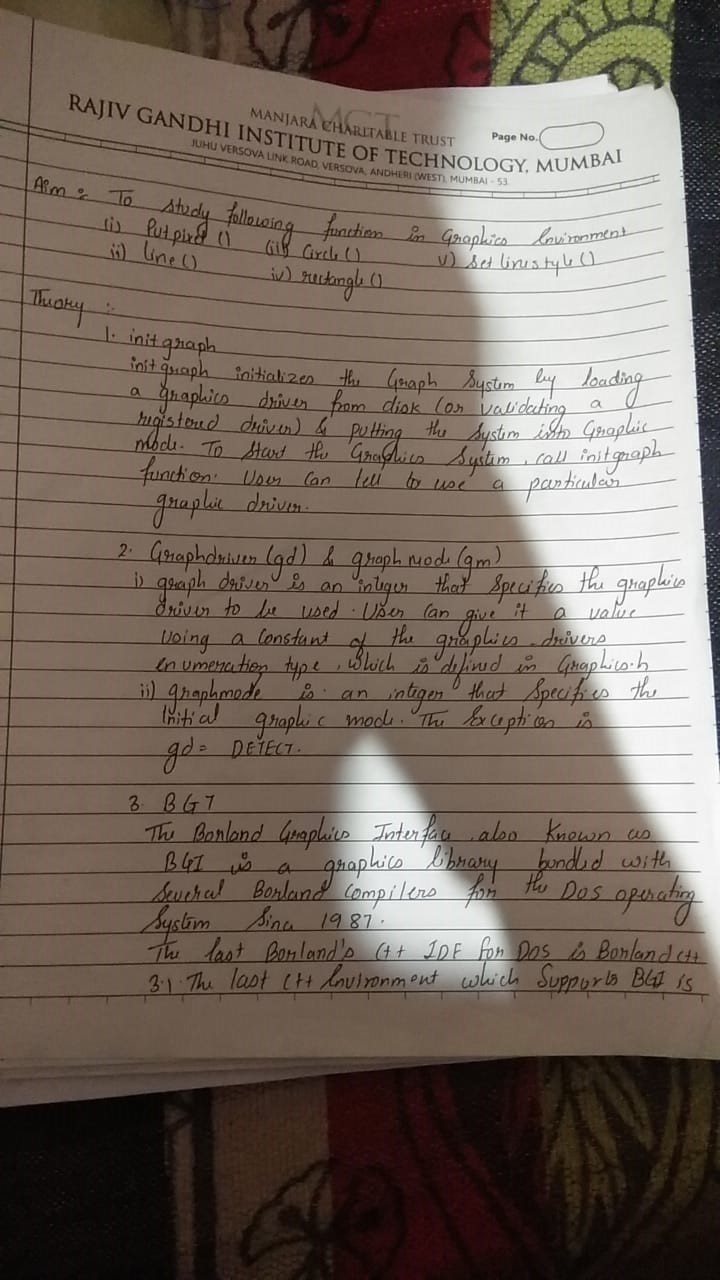 MCT
MANJARA CHARITABLE TRUST
Page No.
RAJIV GANDHI INSTITUTE OF TECHNOLOGY, MUMBAI
JUHU VERSOVA LINK ROAD, VERSOVA, ANDHERI (WEST), MUMBAI - 53.
Aim : To study following function in Graphics Environment
(i) Putpixel () (iii) Circle () v) Set linestyle ()
ii) line () iv) rectangle ()
Theory :-
1. init graph
init graph initializes the Graph System by loading
a graphics driver from disk (or validating a
registered driver) & putting the system into Graphic
mode. To Start the Graphics System, call initgraph
function. User can tell to use a particular
graphic driver.
2. Graphdriver (gd) & graph mode (gm)
i) graph driver is an integer that Specifies the graphics
driver to be used. User can give it a value
using a constant of the graphics-drivers
enumeration type, which is defined in Graphics.h
ii) graphmode is an integer that Specifies the
Initial graphic mode. The Exception is
gd = DETECT.
3. BGI
The Borland Graphics Interface, also known as
BGI is a graphics library bundled with
Several Borland Compilers for the DOS operating
System Since 1987.
The last Borland's C++ IDE for DOS is Borland C++
3.1. The last C++ Environment which Supports BGI is